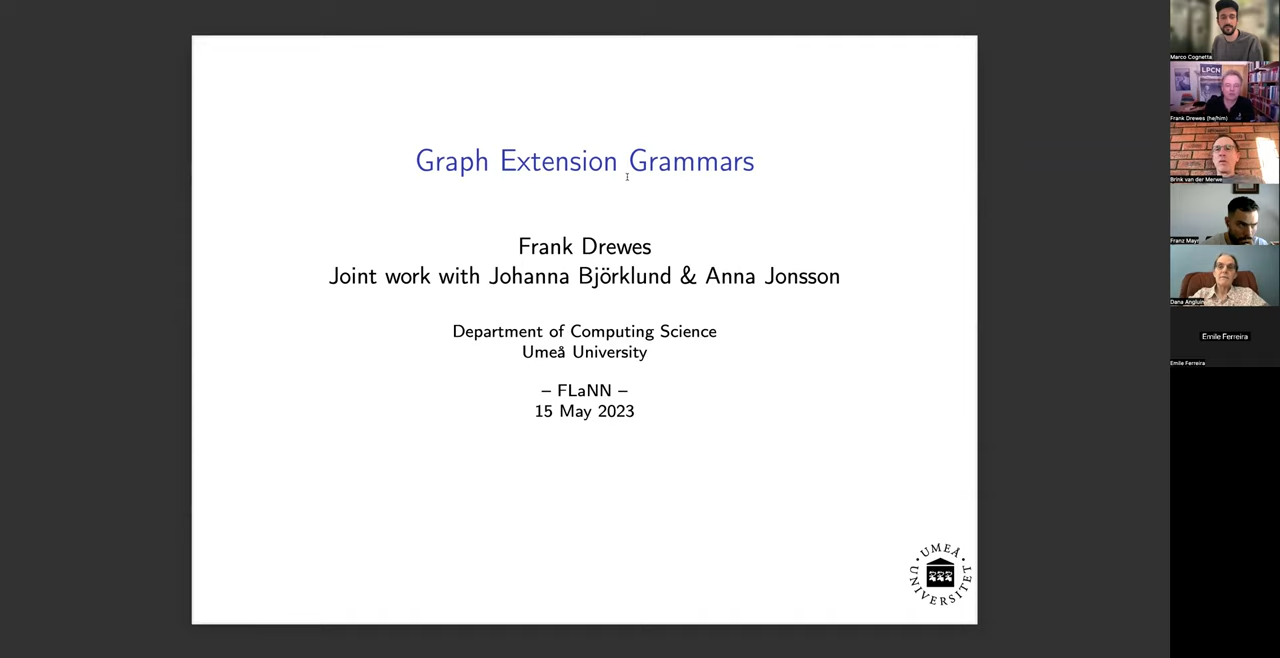 Graph Extension Grammars
Frank Drewes
Joint work with Johanna Björklund & Anna Jonsson
Department of Computing Science
Umeå University
– FLaNN –
15 May 2023
UMEÅ UNIVERSITET
Marco Cognetta
LPCN
Frank Drewes (he/him)
Brink van der Merwe
Franz Mayr
Dana Angluin
Emile Ferreira
Emile Ferreira